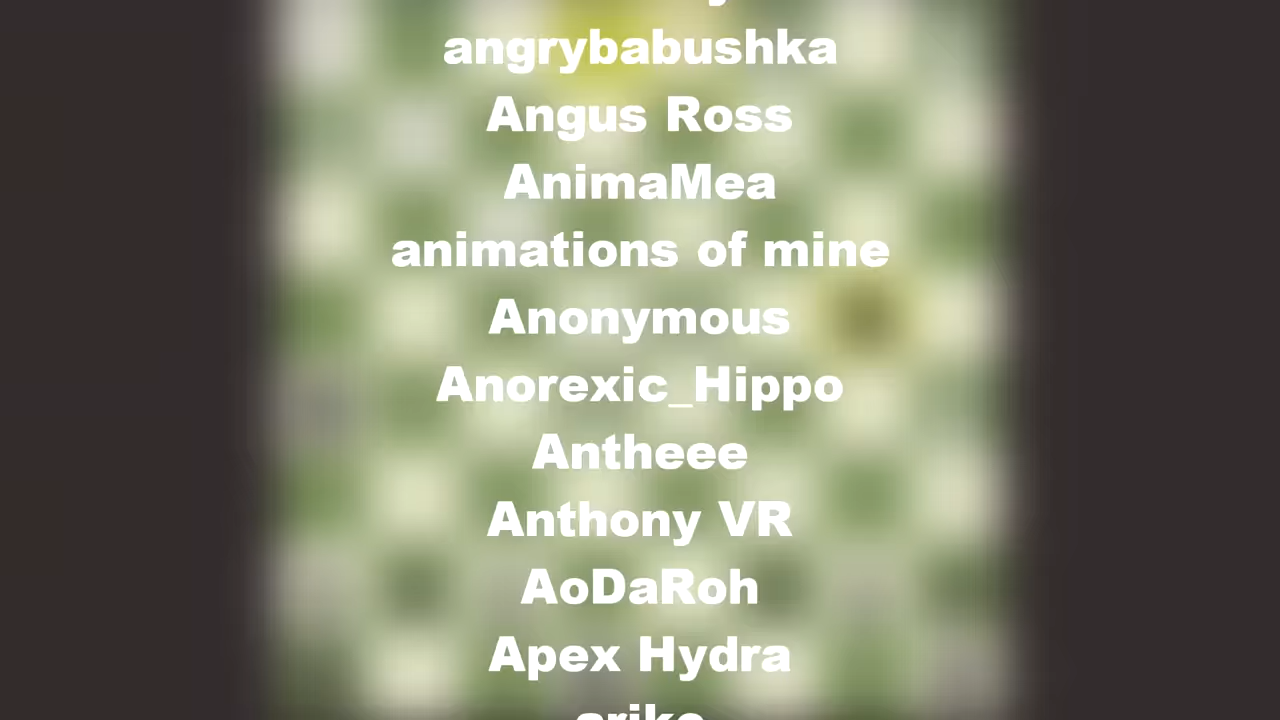 angrybabushka
Angus Ross
AnimaMea
animations of mine
Anonymous
Anorexic_Hippo
Antheee
Anthony VR
AoDaRoh
Apex Hydra